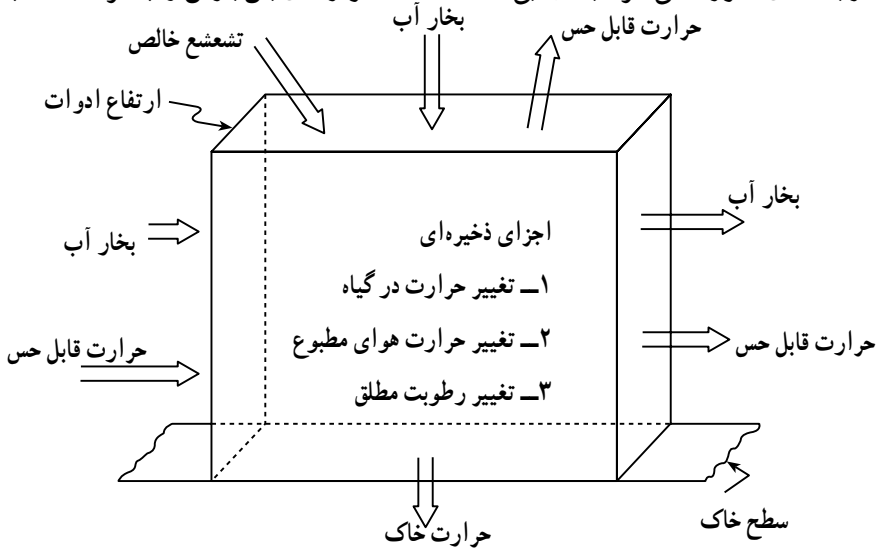 بخار آب
حرارت قابل حس
تشعشع خالص
ارتفاع ادوات
بخار آب
بخار آب
اجزای ذخیره‌ای
۱ــ تغییر حرارت در گیاه
۲ــ تغییر حرارت هوای مطبوع
۳ــ تغییر رطوبت مطلق
حرارت قابل حس
حرارت قابل حس
سطح خاک
حرارت خاک